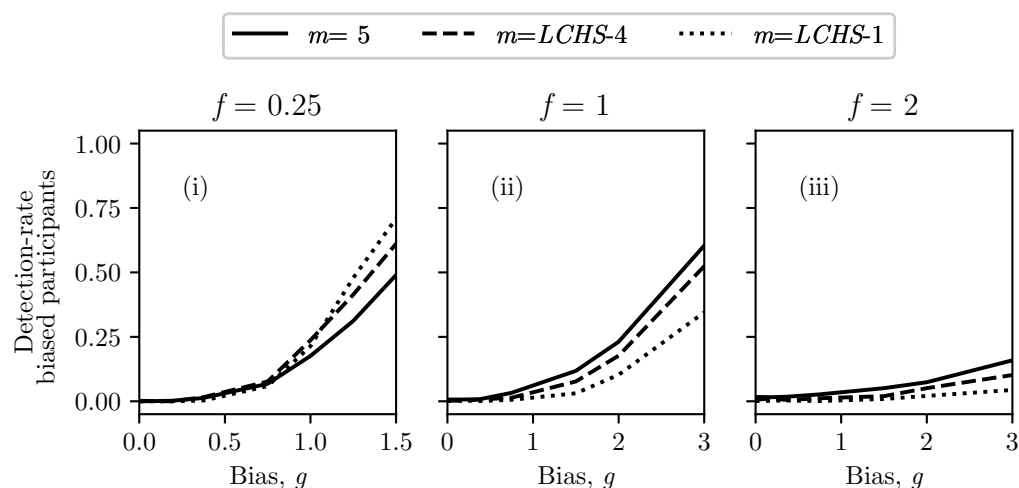 m= 5 m=LCHS-4 m=LCHS-1
f = 0.25 f = 1 f = 2
Detection-rate
biased participants
1.00
0.75
0.50
0.25
0.00
(i) (ii) (iii)
0.0 0.5 1.0 1.5 0 1 2 3 0 1 2 3
Bias, g Bias, g Bias, g